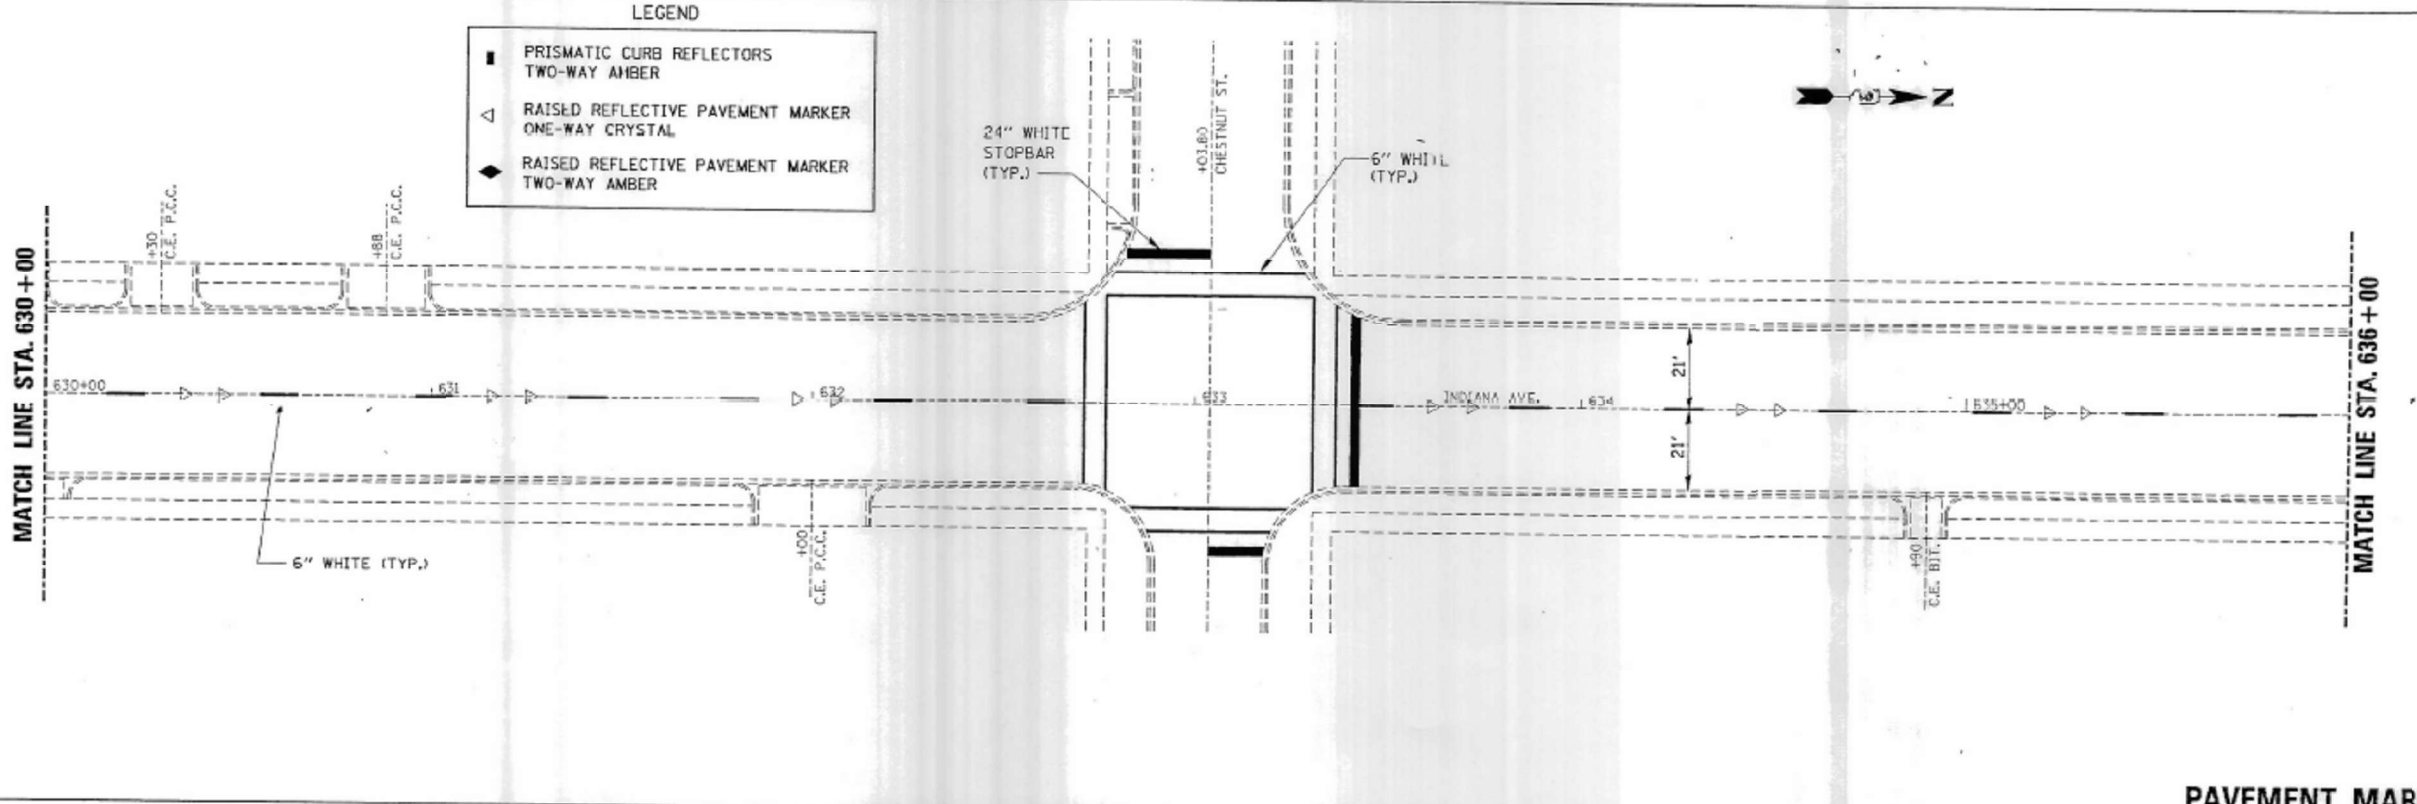 LEGEND
PRISMATIC CURB REFLECTORS
TWO-WAY AMBER
RAISED REFLECTIVE PAVEMENT MARKER
ONE-WAY CRYSTAL
RAISED REFLECTIVE PAVEMENT MARKER
TWO-WAY AMBER
N
24" WHITE
STOPBAR
(TYP.)
+03.80
CHESTNUT ST.
6" WHITE
(TYP.)
MATCH LINE STA. 630+00
+30
C.E. P.C.C.
+88
C.E. P.C.C.
630+00
631
632
633
INDIANA AVE.
634
635+00
21'
21'
MATCH LINE STA. 636+00
6" WHITE (TYP.)
+00
C.E. P.C.C.
+90
C.E. BIT.
PAVEMENT MAR